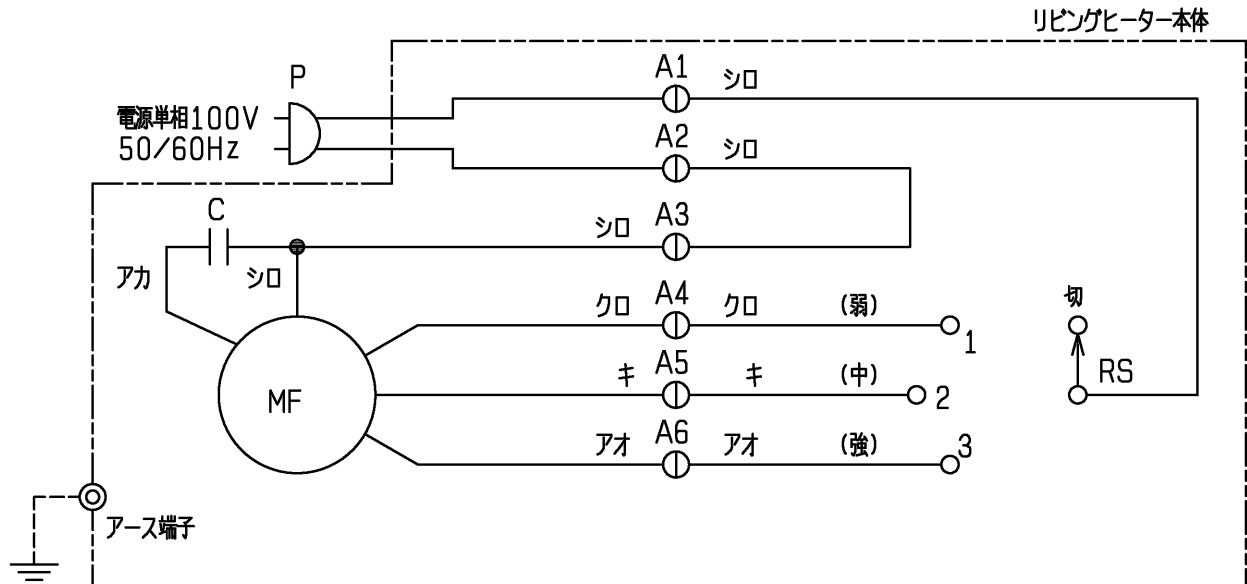 リビングヒーター本体
P
電源単相100V
50/60Hz
A1
シロ
A2
シロ
C
シロ
A3
アカ
シロ
クロ
A4
クロ
(弱)
1
切
キ
A5
キ
(中)
2
RS
MF
アオ
A6
アオ
(強)
3
アース端子